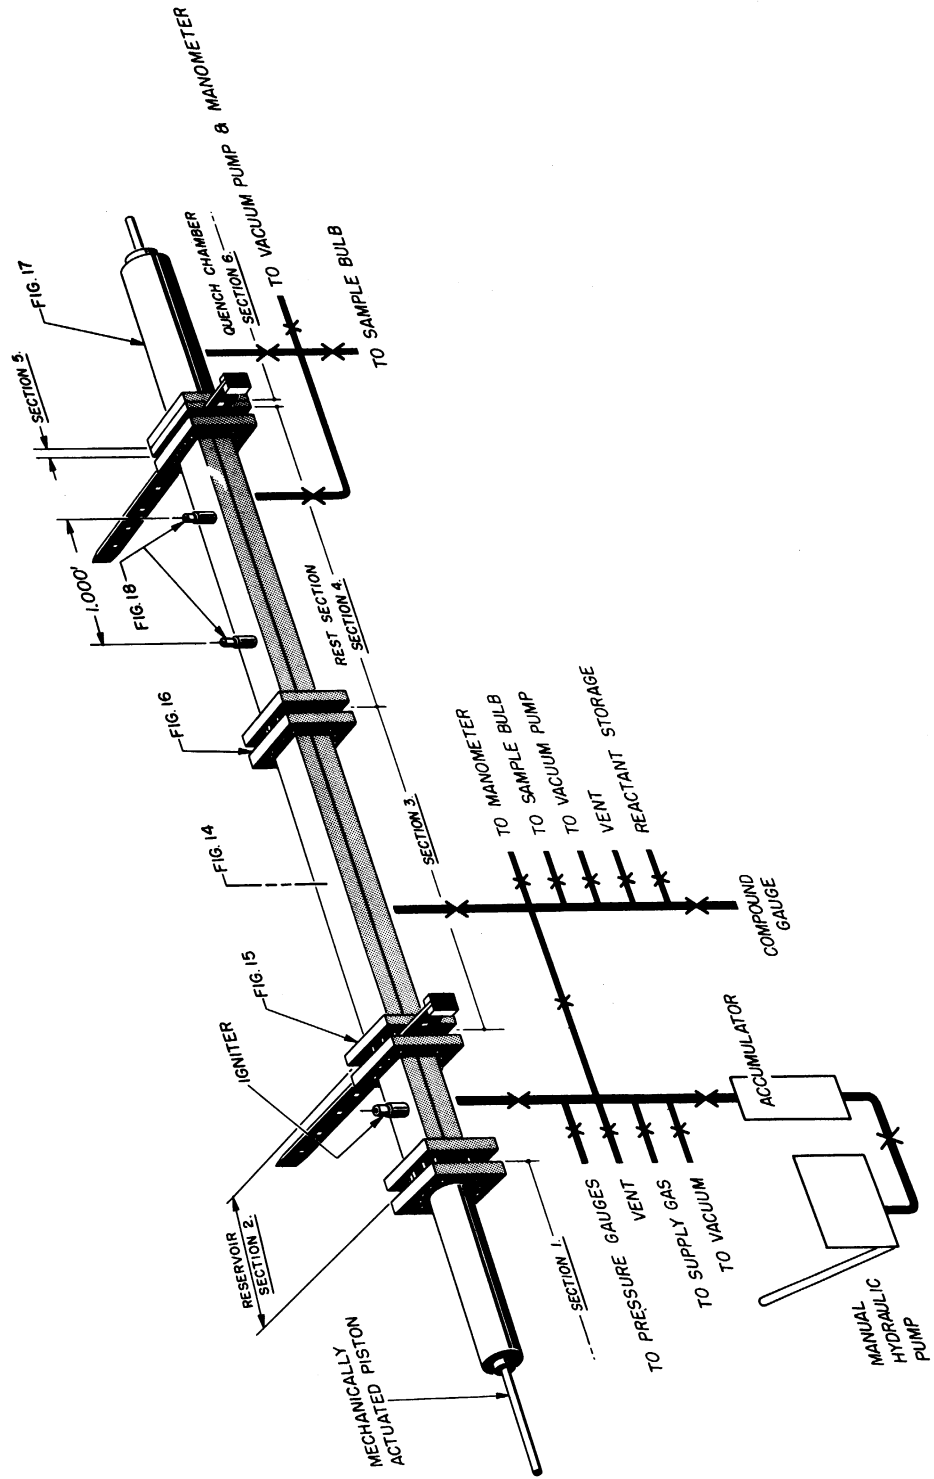 MECHANICALLY
ACTUATED PISTON
RESERVOIR
SECTION 2.
IGNITER
FIG. 15
FIG. 14
FIG. 16
FIG. 18
1.000'
SECTION 5.
FIG. 17
SECTION 1.
SECTION 3.
REST SECTION
SECTION 4.
QUENCH CHAMBER
SECTION 6.
TO VACUUM PUMP & MANOMETER
TO SAMPLE BULB
TO PRESSURE GAUGES
VENT
TO SUPPLY GAS
TO VACUUM
TO MANOMETER
TO SAMPLE BULB
TO VACUUM PUMP
VENT
REACTANT STORAGE
COMPOUND
GAUGE
ACCUMULATOR
MANUAL
HYDRAULIC
PUMP